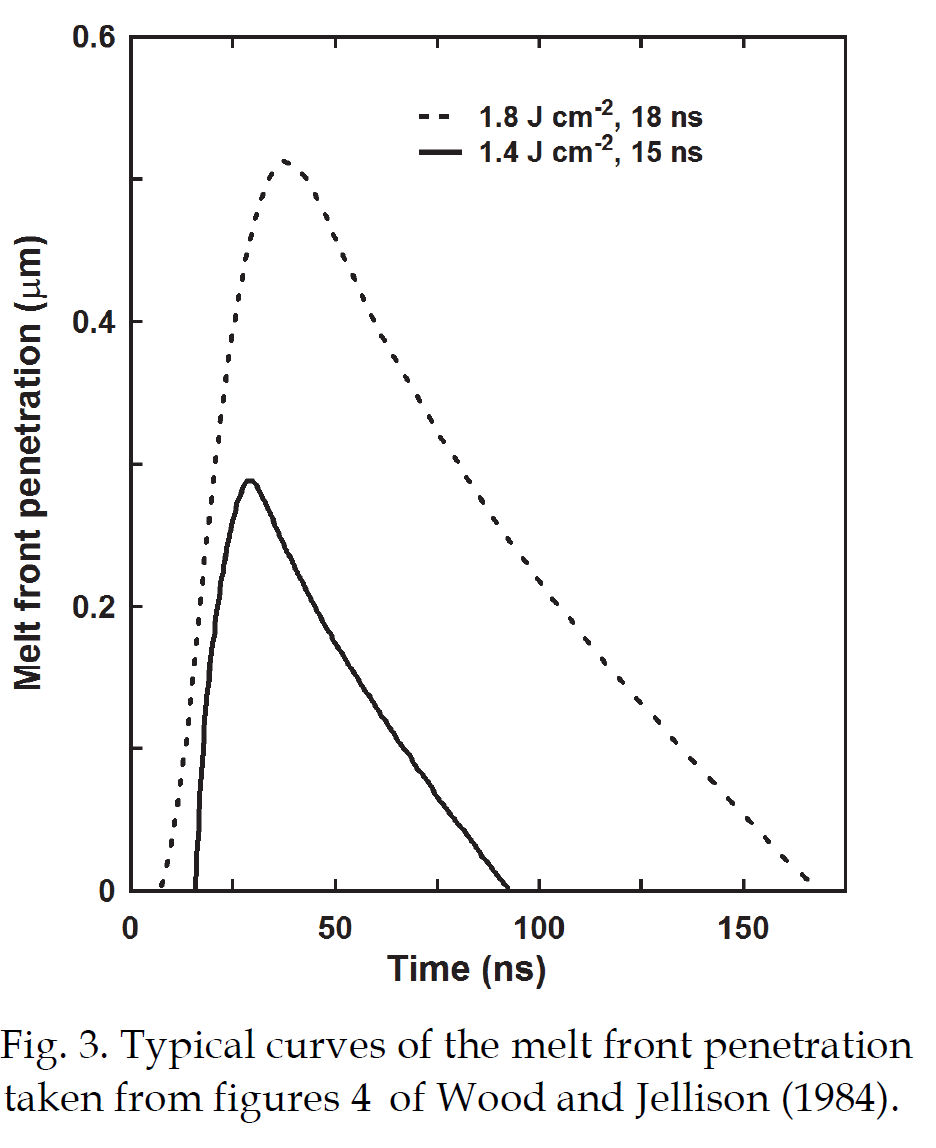 0.6
1.8 J cm-2, 18 ns
1.4 J cm-2, 15 ns
0.4
Melt front penetration (μm)
0.2
0
0 50 100 150
Time (ns)
Fig. 3. Typical curves of the melt front penetration
taken from figures 4 of Wood and Jellison (1984).